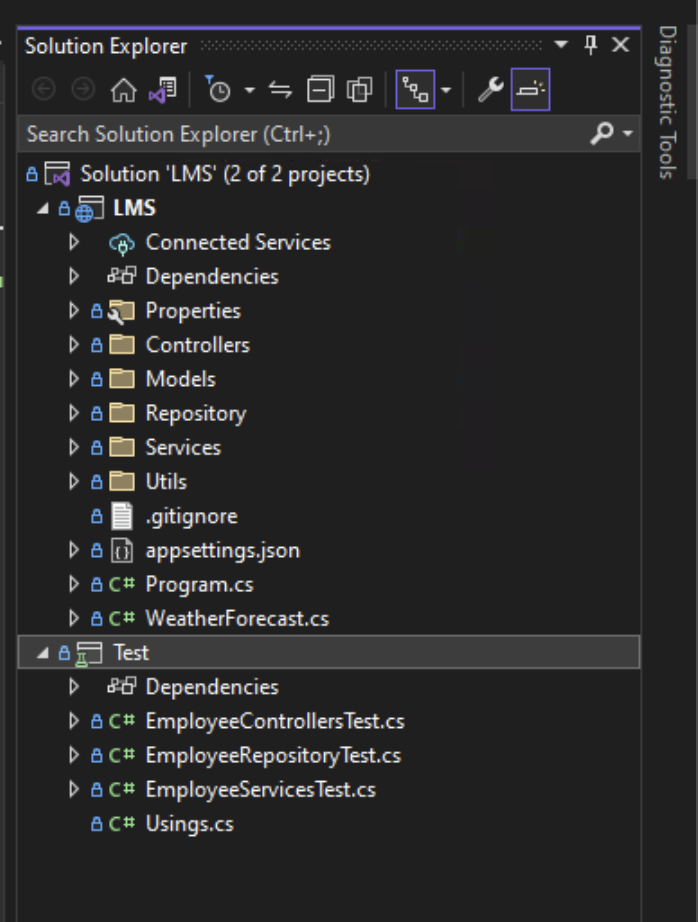 Solution Explorer
Search Solution Explorer (Ctrl+;)
Solution 'LMS' (2 of 2 projects)
LMS
Connected Services
Dependencies
Properties
Controllers
Models
Repository
Services
Utils
.gitignore
appsettings.json
C# Program.cs
C# WeatherForecast.cs
Test
Dependencies
C# EmployeeControllersTest.cs
C# EmployeeRepositoryTest.cs
C# EmployeeServicesTest.cs
C# Usings.cs
Diagnostic Tools